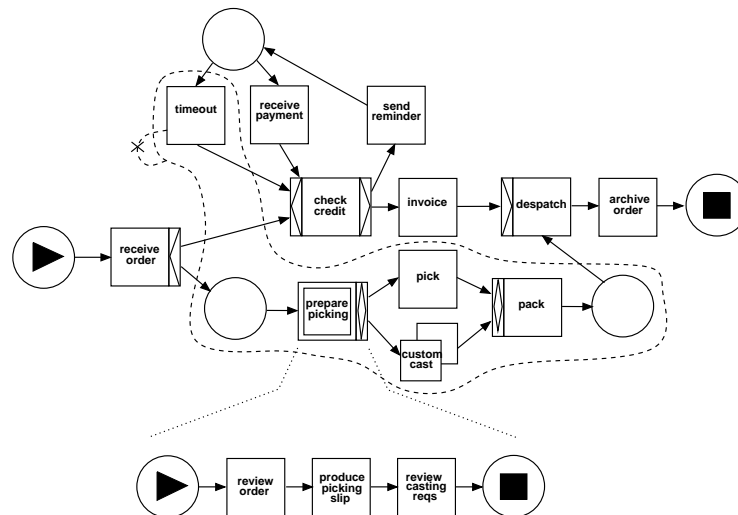 timeout
receive
payment
send
reminder
check
credit
invoice
despatch
archive
order
receive
order
prepare
picking
pick
pack
custom
cast
review
order
produce
picking
slip
review
casting
reqs